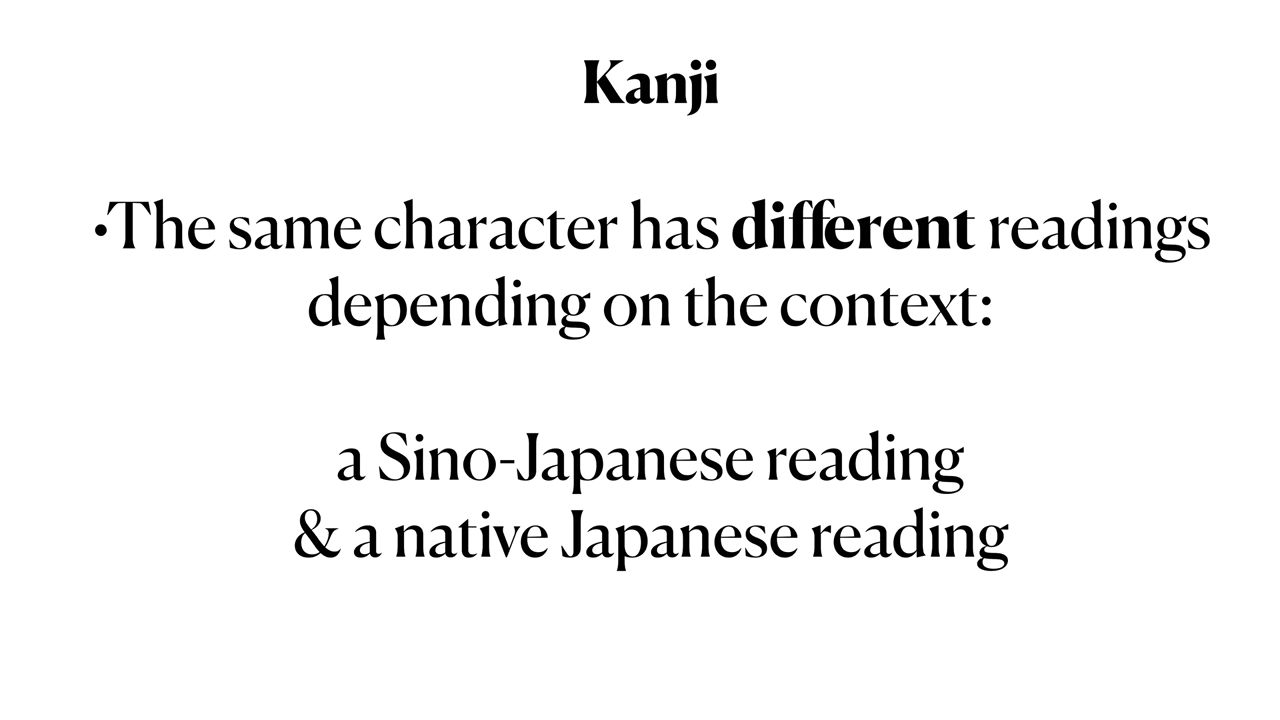 Kanji
•The same character has different readings
depending on the context:
a Sino-Japanese reading
& a native Japanese reading